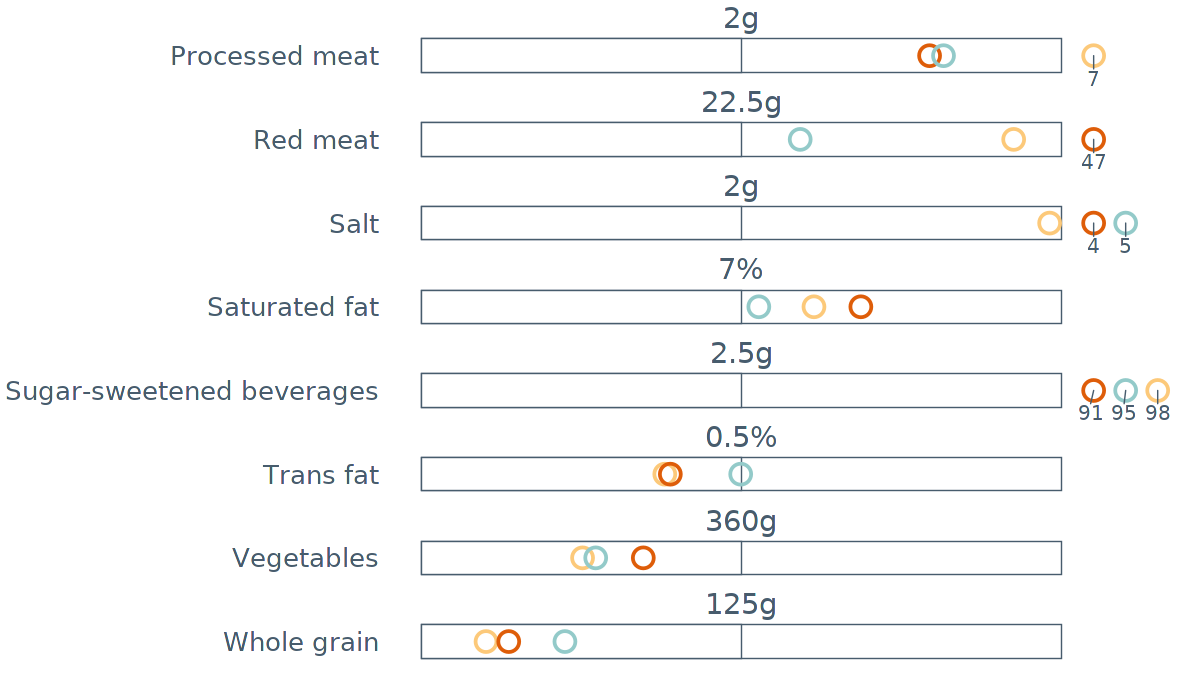 2g
Processed meat
7
22.5g
Red meat
47
2g
Salt
4 5
7%
Saturated fat
2.5g
Sugar-sweetened beverages
91 95 98
0.5%
Trans fat
360g
Vegetables
125g
Whole grain